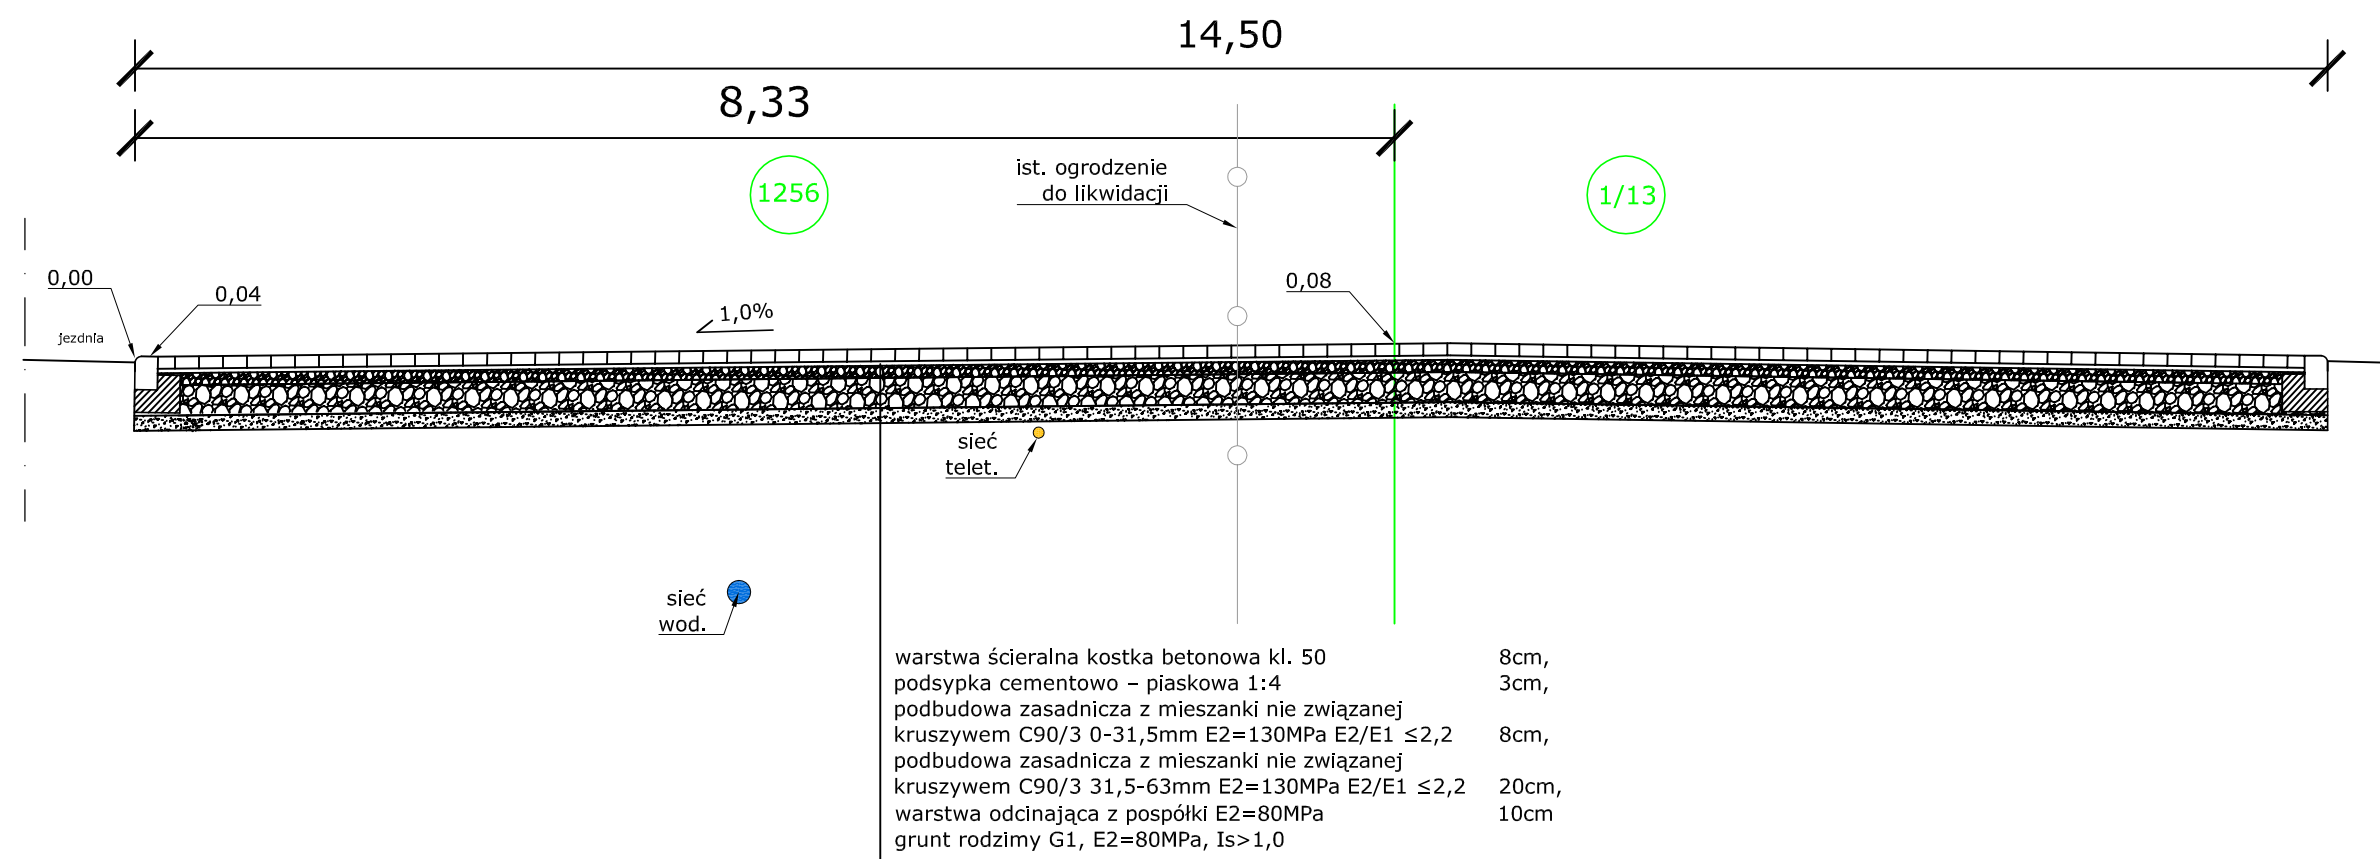 14,50
8,33
ist. ogrodzenie
do likwidacji
1256
1/13
0,00
0,04
0,08
1,0%
jezdnia
sieć
telet.
sieć
wod.
warstwa ścieralna kostka betonowa kl. 50 8cm,
podsypka cementowo – piaskowa 1:4 3cm,
podbudowa zasadnicza z mieszanki nie związanej
kruszywem C90/3 0-31,5mm E2=130MPa E2/E1 ≤2,2 8cm,
podbudowa zasadnicza z mieszanki nie związanej
kruszywem C90/3 31,5-63mm E2=130MPa E2/E1 ≤2,2 20cm,
warstwa odcinająca z pospółki E2=80MPa 10cm
grunt rodzimy G1, E2=80MPa, Is>1,0